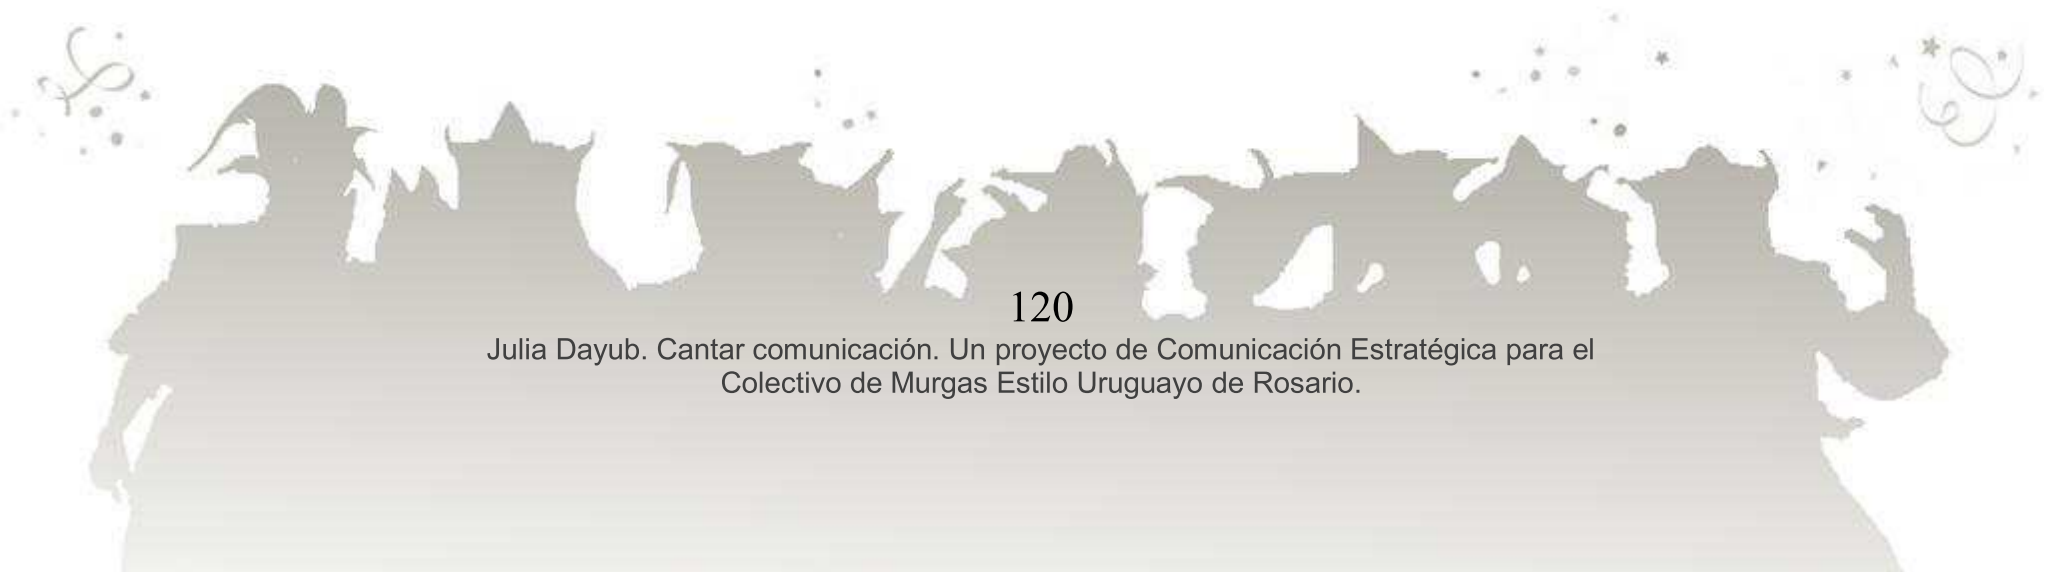 120
Julia Dayub. Cantar comunicación. Un proyecto de Comunicación Estratégica para el
Colectivo de Murgas Estilo Uruguayo de Rosario.